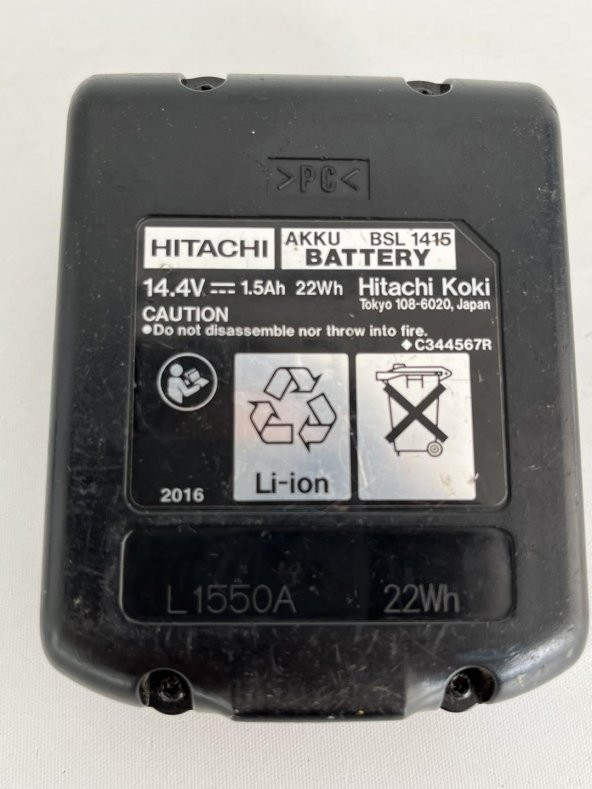 >PC<
HITACHI
AKKU BSL 1415
BATTERY
14.4V 1.5Ah 22Wh Hitachi Koki
Tokyo 108-6020, Japan
CAUTION
●Do not disassemble nor throw into fire.
◆C344567R
Li-ion
2016
L1550A 22Wh